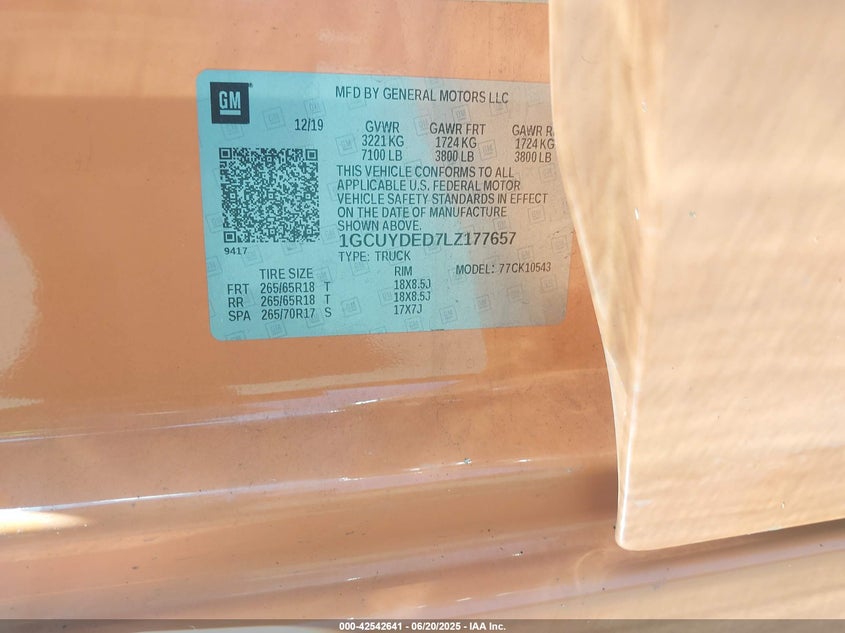 GM
MFD BY GENERAL MOTORS LLC
12/19
GVWR GAWR FRT GAWR R
3221 KG 1724 KG 1724 KG
7100 LB 3800 LB 3800 LB
THIS VEHICLE CONFORMS TO ALL
APPLICABLE U.S. FEDERAL MOTOR
VEHICLE SAFETY STANDARDS IN EFFECT
ON THE DATE OF MANUFACTURE
SHOWN ABOVE.
1GCUYDED7LZ177657
9417
TYPE: TRUCK
TIRE SIZE RIM MODEL: 77CK10543
FRT 265/65R18 T 18X8.5J
RR 265/65R18 T 18X8.5J
SPA 265/70R17 S 17X7J
000-42542641 - 06/20/2025 - IAA Inc.